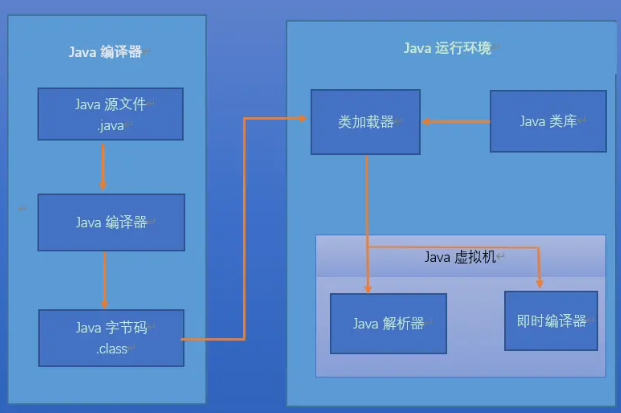 Java 编译器
Java 源文件
.java
Java 编译器
Java 字节码
.class
Java 运行环境
类加载器
Java 类库
Java 虚拟机
Java 解析器
即时编译器